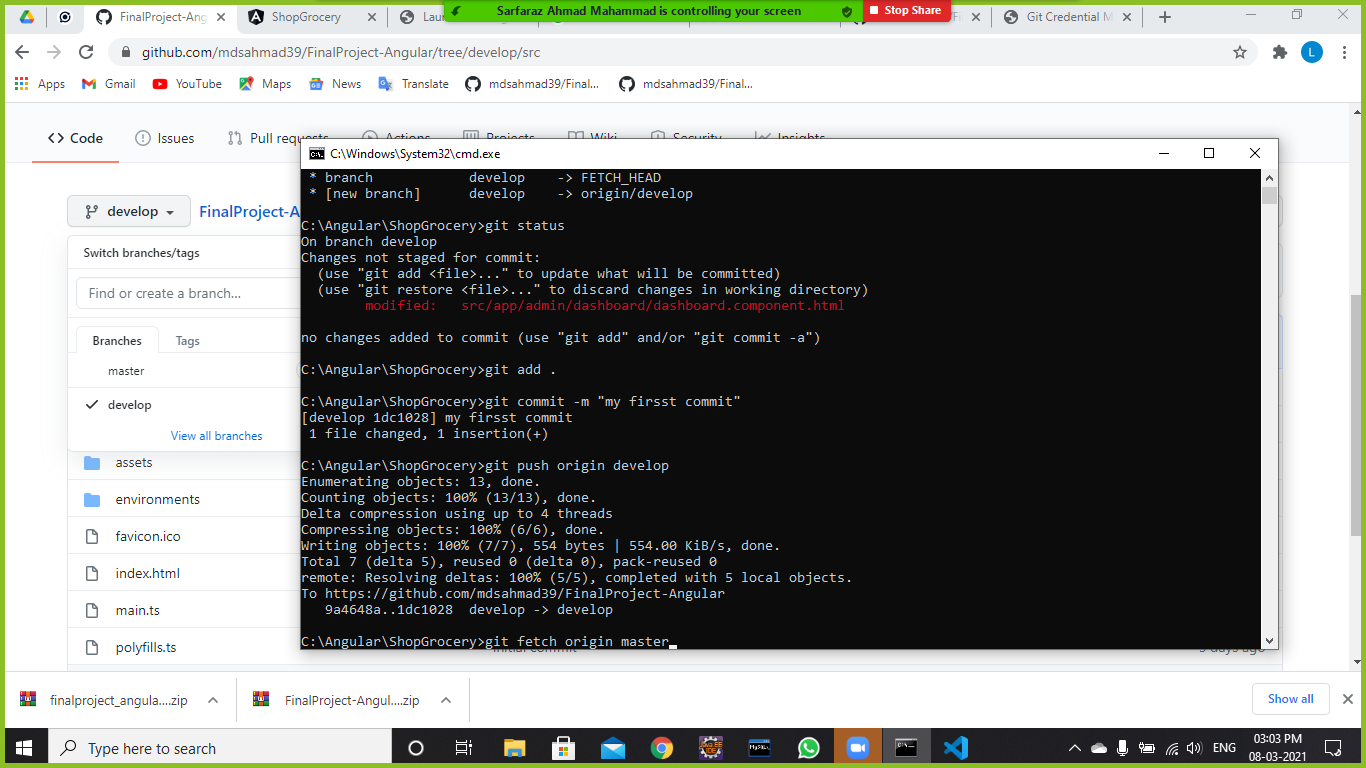 Sarfaraz Ahmad Mahammad is controlling your screen
Stop Share
FinalProject-Ang
ShopGrocery
Git Credential M
github.com/mdsahmad39/FinalProject-Angular/tree/develop/src
L
Apps
Gmail
YouTube
Maps
News
Translate
mdsahmad39/Final...
mdsahmad39/Final...
Code
Issues
Pull requests
Actions
Projects
Wiki
Security
Insights
develop
FinalProject-A
Switch branches/tags
Find or create a branch...
Branches
Tags
master
develop
View all branches
assets
environments
favicon.ico
index.html
main.ts
polyfills.ts
C:\Windows\System32\cmd.exe
* branch develop -> FETCH_HEAD
* [new branch] develop -> origin/develop
C:\Angular\ShopGrocery>git status
On branch develop
Changes not staged for commit:
(use "git add <file>..." to update what will be committed)
(use "git restore <file>..." to discard changes in working directory)
modified: src/app/admin/dashboard/dashboard.component.html
no changes added to commit (use "git add" and/or "git commit -a")
C:\Angular\ShopGrocery>git add .
C:\Angular\ShopGrocery>git commit -m "my firsst commit"
[develop 1dc1028] my firsst commit
1 file changed, 1 insertion(+)
C:\Angular\ShopGrocery>git push origin develop
Enumerating objects: 13, done.
Counting objects: 100% (13/13), done.
Delta compression using up to 4 threads
Compressing objects: 100% (6/6), done.
Writing objects: 100% (7/7), 554 bytes | 554.00 KiB/s, done.
Total 7 (delta 5), reused 0 (delta 0), pack-reused 0
remote: Resolving deltas: 100% (5/5), completed with 5 local objects.
To https://github.com/mdsahmad39/FinalProject-Angular
9a4648a..1dc1028 develop -> develop
C:\Angular\ShopGrocery>git fetch origin master
finalproject_angula....zip
FinalProject-Angul....zip
Show all
Type here to search
ENG
03:03 PM
08-03-2021